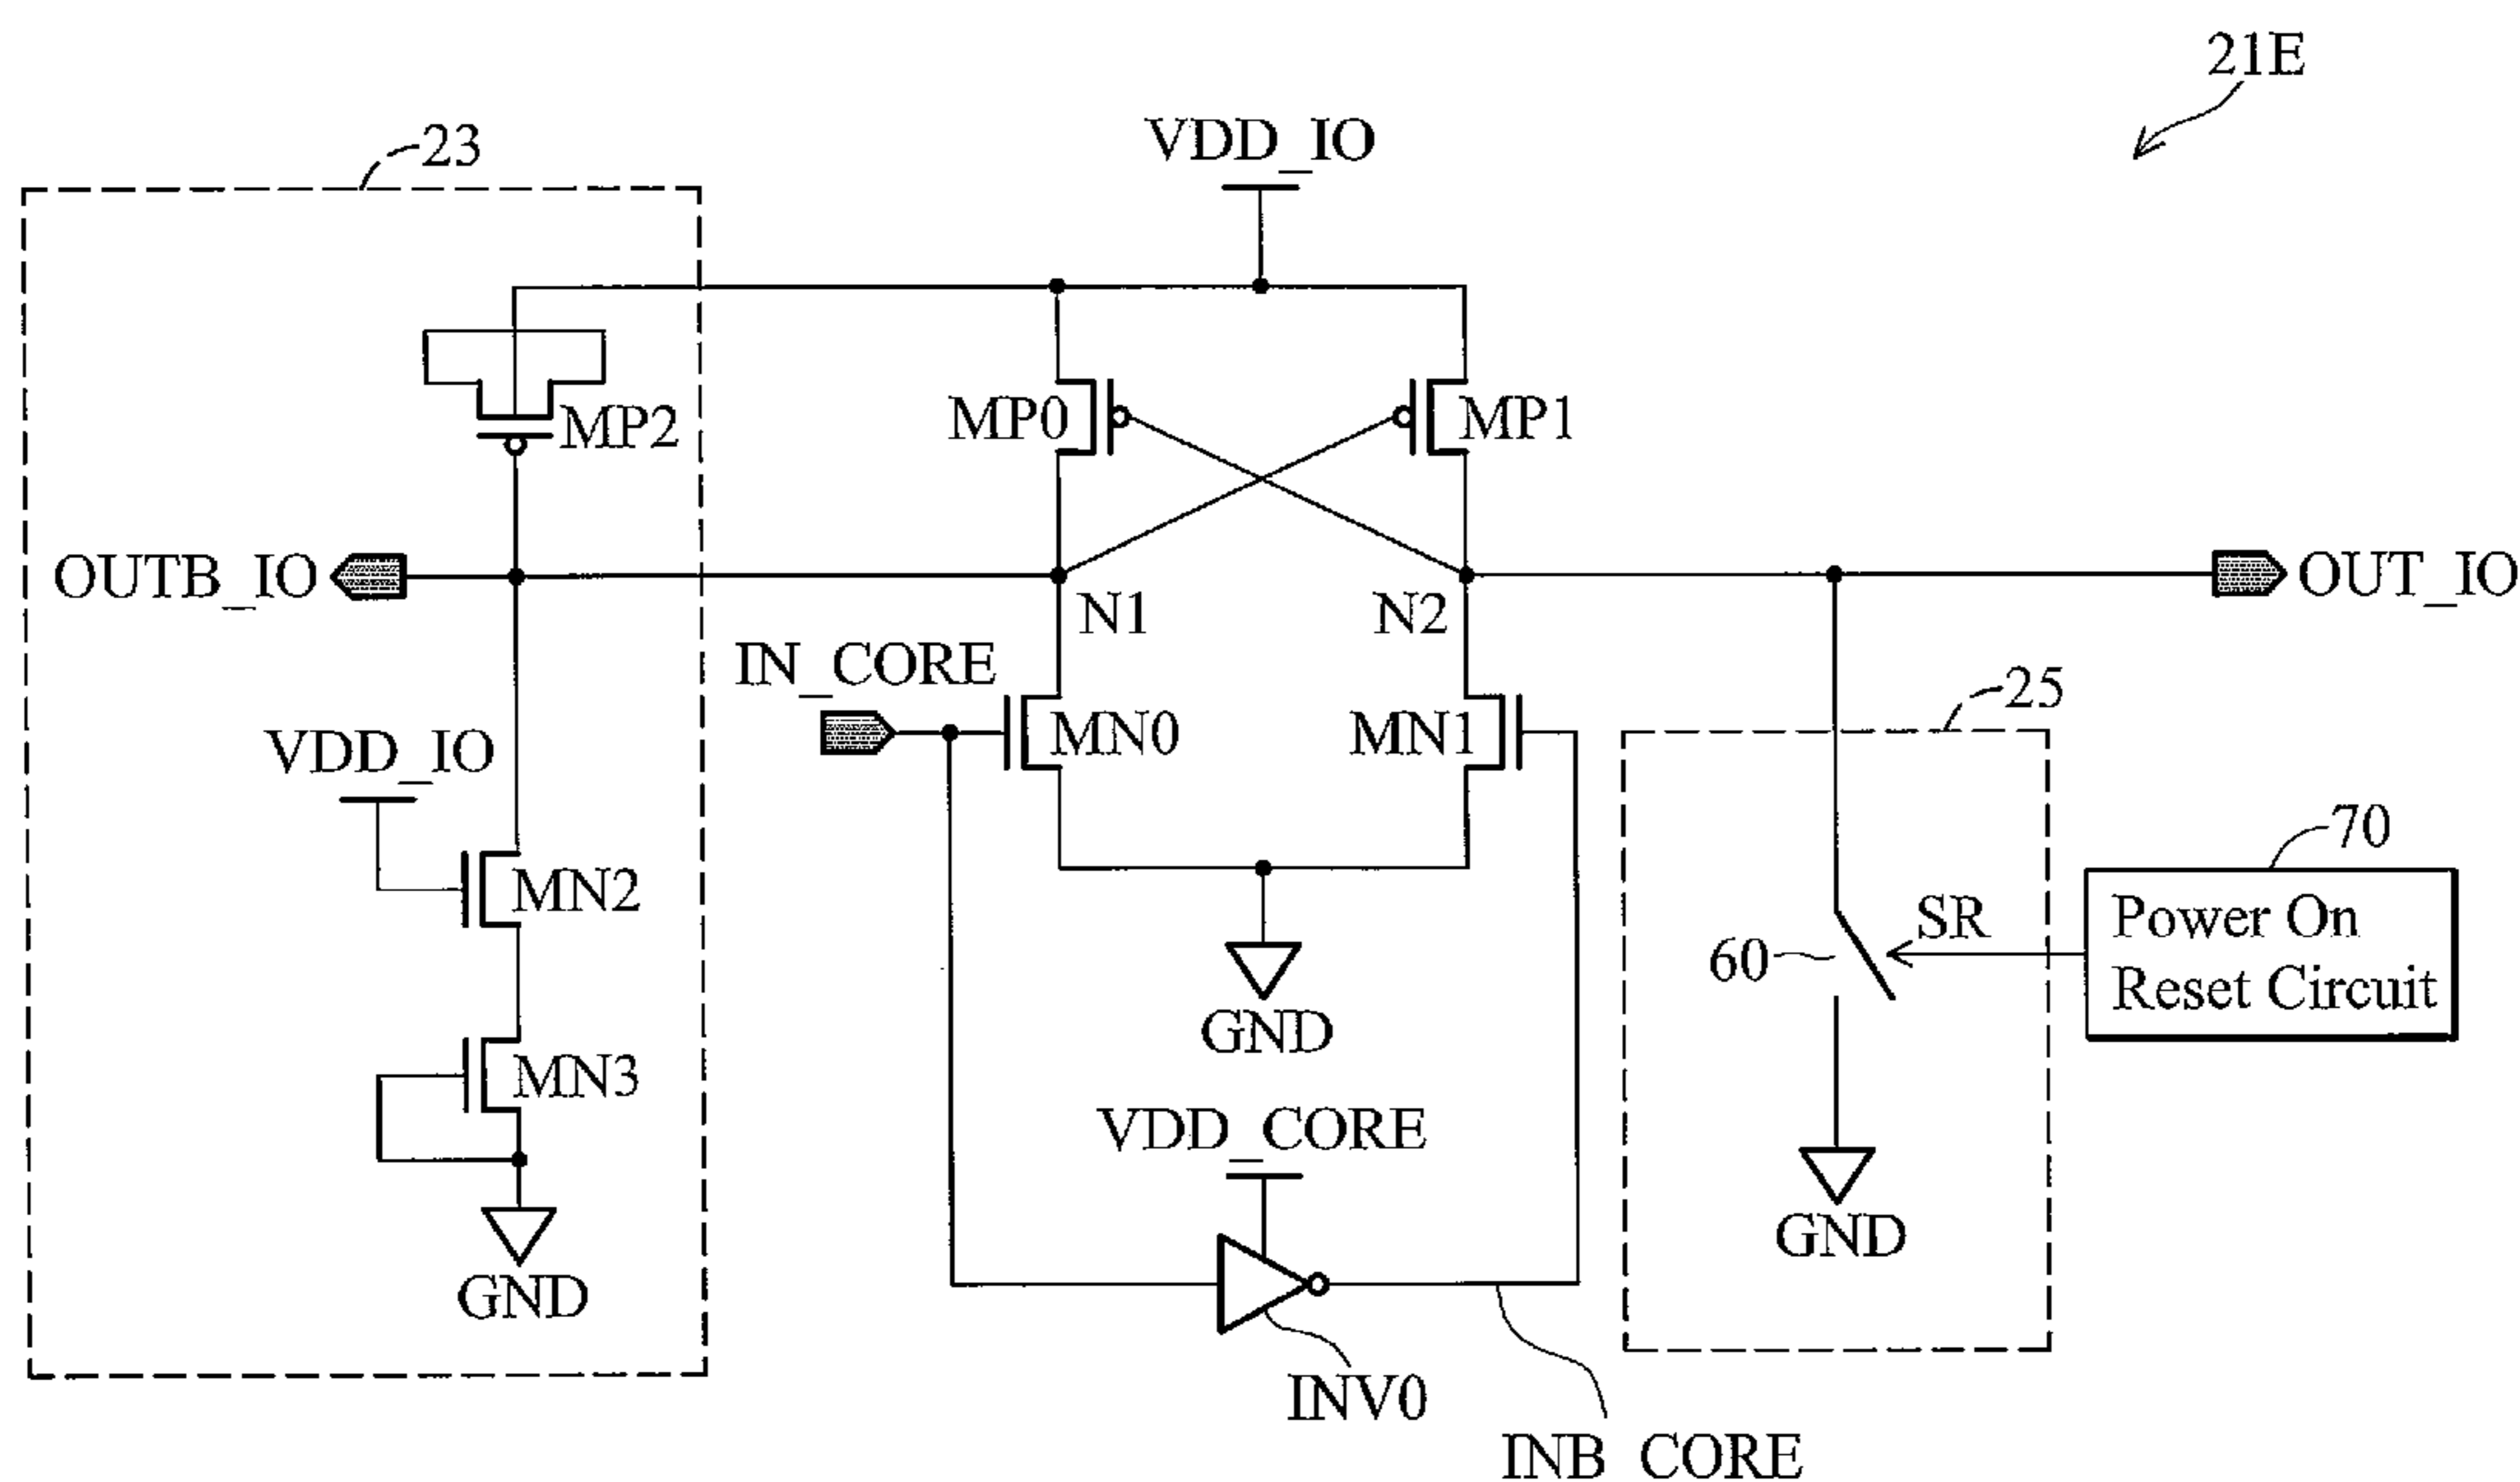 21E
23
VDD_IO
MP2
MP0
MP1
OUTB_IO
N1
N2
OUT_IO
IN_CORE
25
VDD_IO
MN0
MN1
70
MN2
60
SR
Power On
Reset Circuit
GND
MN3
VDD_CORE
GND
GND
INV0
INB_CORE